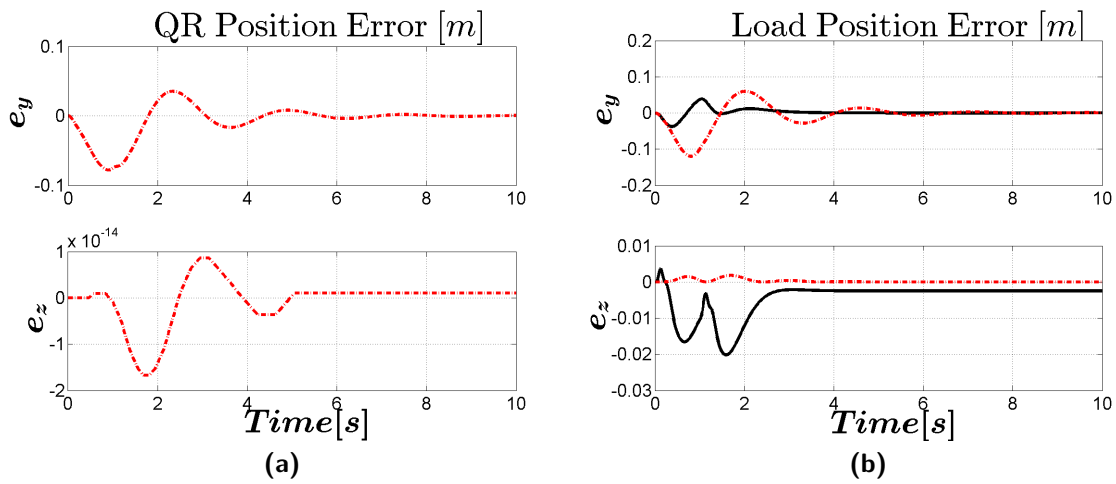 QR Position Error [m]
0.1
0
-0.1
e_y
0 2 4 6 8 10
x 10^-14
1
0
-1
-2
e_z
0 2 4 6 8 10
Time[s]
(a)
Load Position Error [m]
0.2
0.1
0
-0.1
-0.2
e_y
0 2 4 6 8 10
0.01
0
-0.01
-0.02
-0.03
e_z
0 2 4 6 8 10
Time[s]
(b)